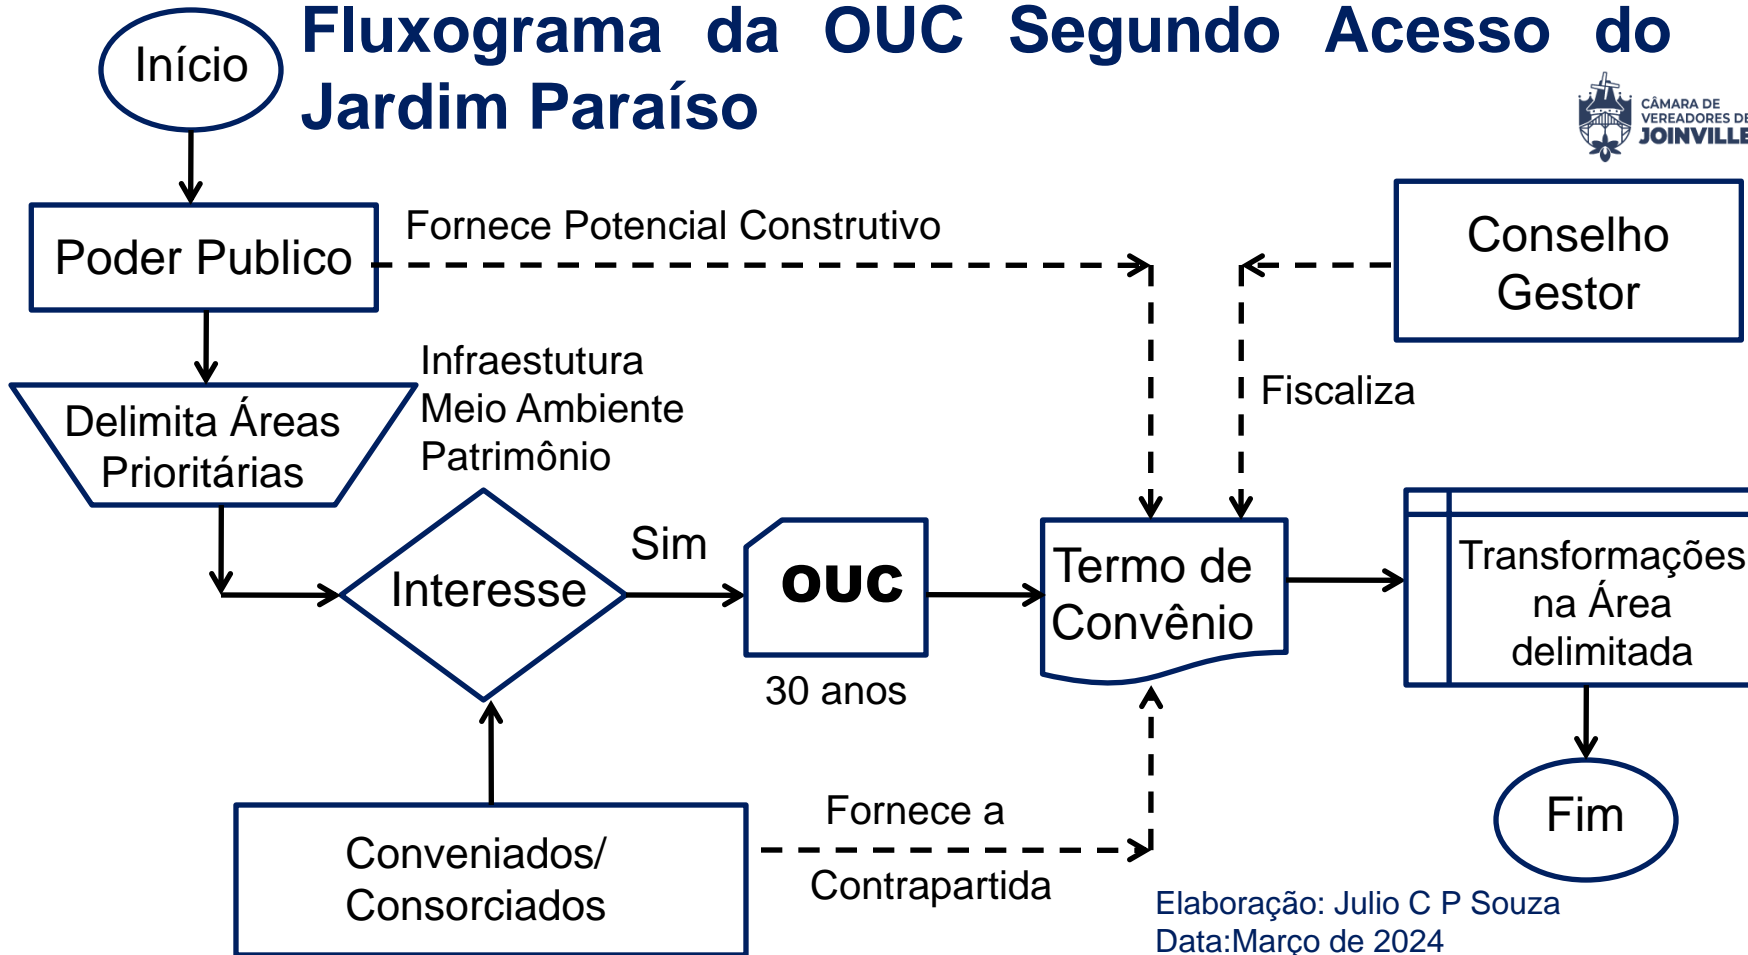 Início
Fluxograma da OUC Segundo Acesso do
Jardim Paraíso
CÂMARA DE
VEREADORES DE
JOINVILLE
Poder Publico
Fornece Potencial Construtivo
Conselho
Gestor
Delimita Áreas
Prioritárias
Infraestutura
Meio Ambiente
Patrimônio
Fiscaliza
Interesse
Sim
OUC
30 anos
Termo de
Convênio
Transformações
na Área
delimitada
Conveniados/
Consorciados
Fornece a
Contrapartida
Fim
Elaboração: Julio C P Souza
Data:Março de 2024